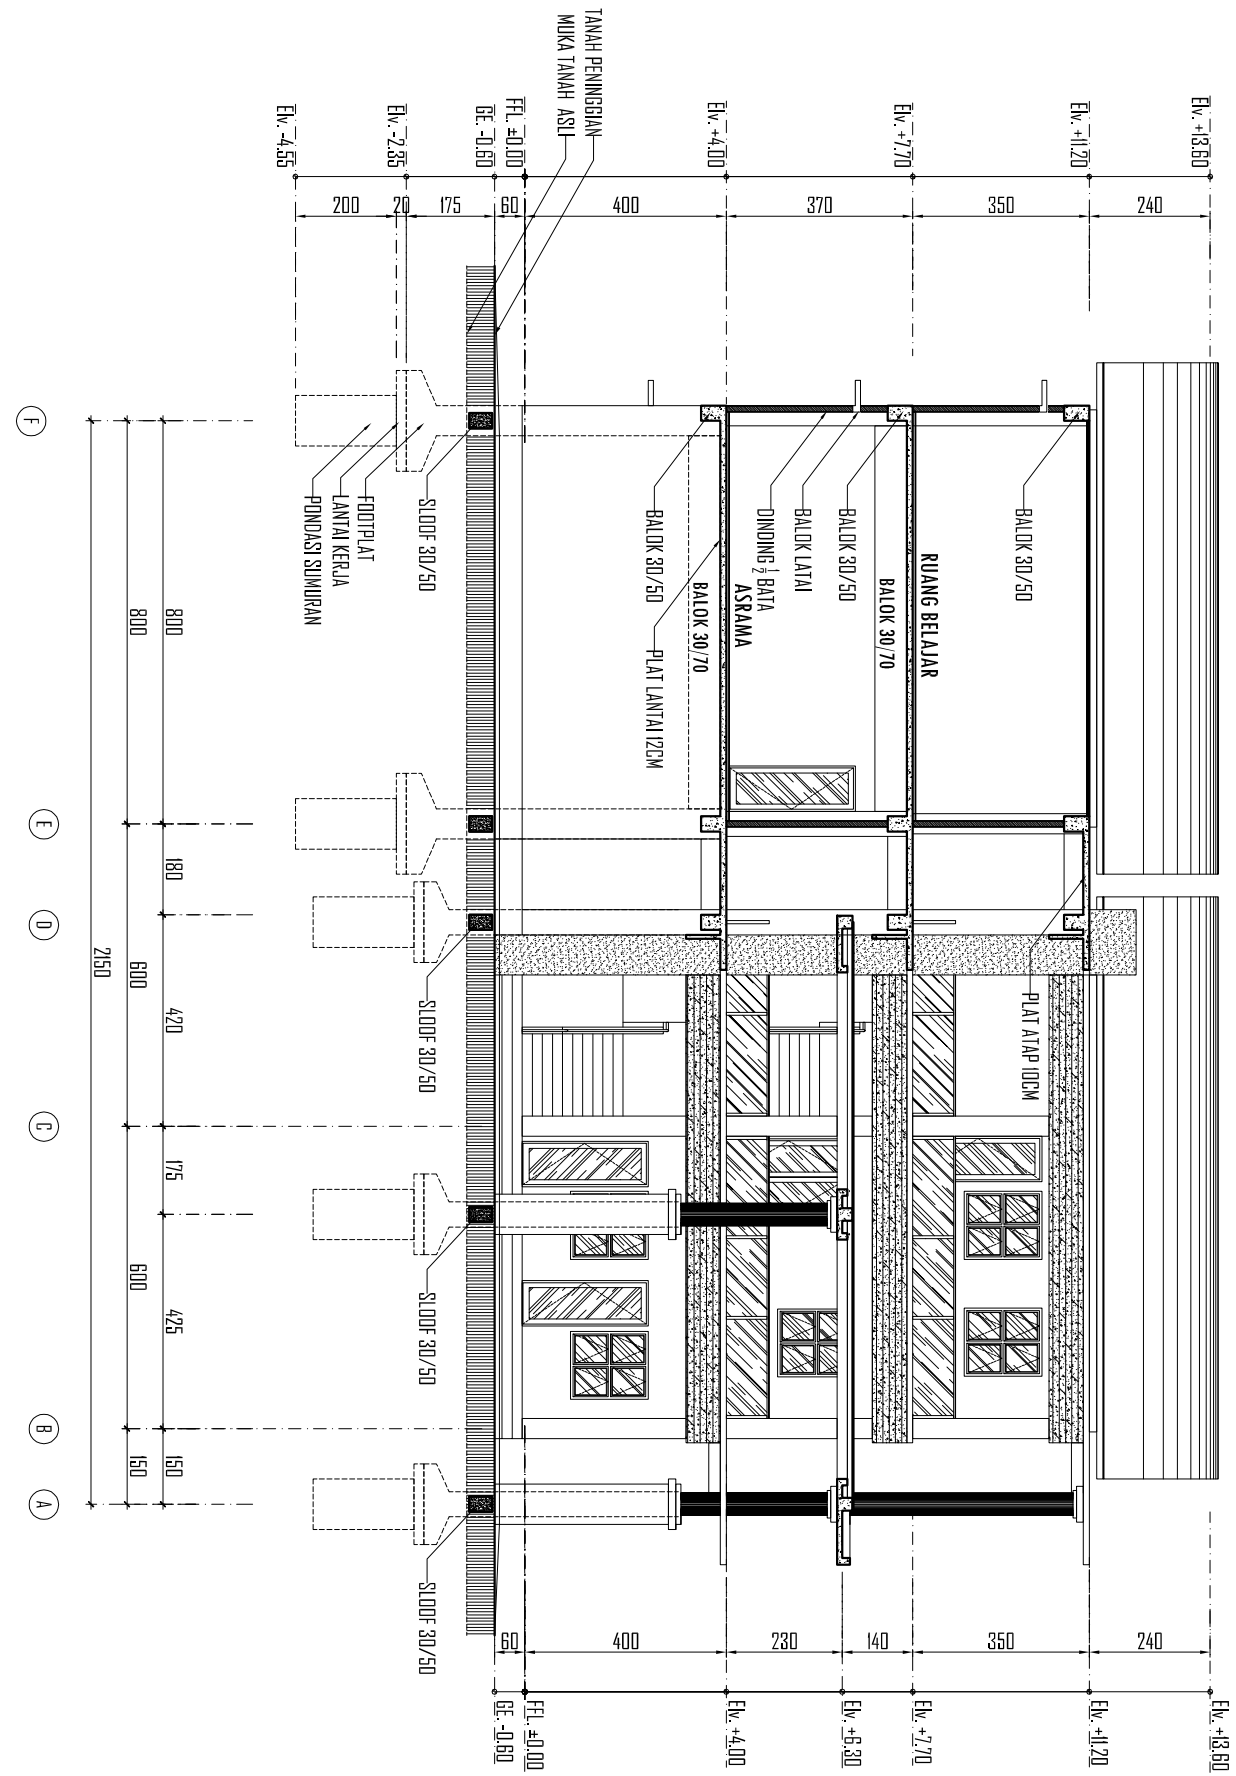 TANAH PENINGGIAN
MUKA TANAH ASLI
Elv. +13.60
Elv. +11.20
Elv. +7.70
Elv. +4.00
FFL. ±0.00
GE. -0.60
Elv. -2.35
Elv. -4.55
240
350
370
400
60
175
20
200
BALOK 30/50
RUANG BELAJAR
BALOK 30/70
BALOK 30/50
BALOK LATAI
DINDING ½ BATA
ASRAMA
BALOK 30/70
BALOK 30/50
PLAT LANTAI 12CM
SLOOF 30/50
FOOTPLAT
LANTAI KERJA
PONDASI SUMURAN
PLAT ATAP 10CM
SLOOF 30/50
SLOOF 30/50
SLOOF 30/50
800
180
420
175
425
150
800
600
600
150
2150
F
E
D
C
B
A
240
350
140
230
400
60
Elv. +13.60
Elv. +11.20
Elv. +7.70
Elv. +6.30
Elv. +4.00
FFL. ±0.00
GE. -0.60